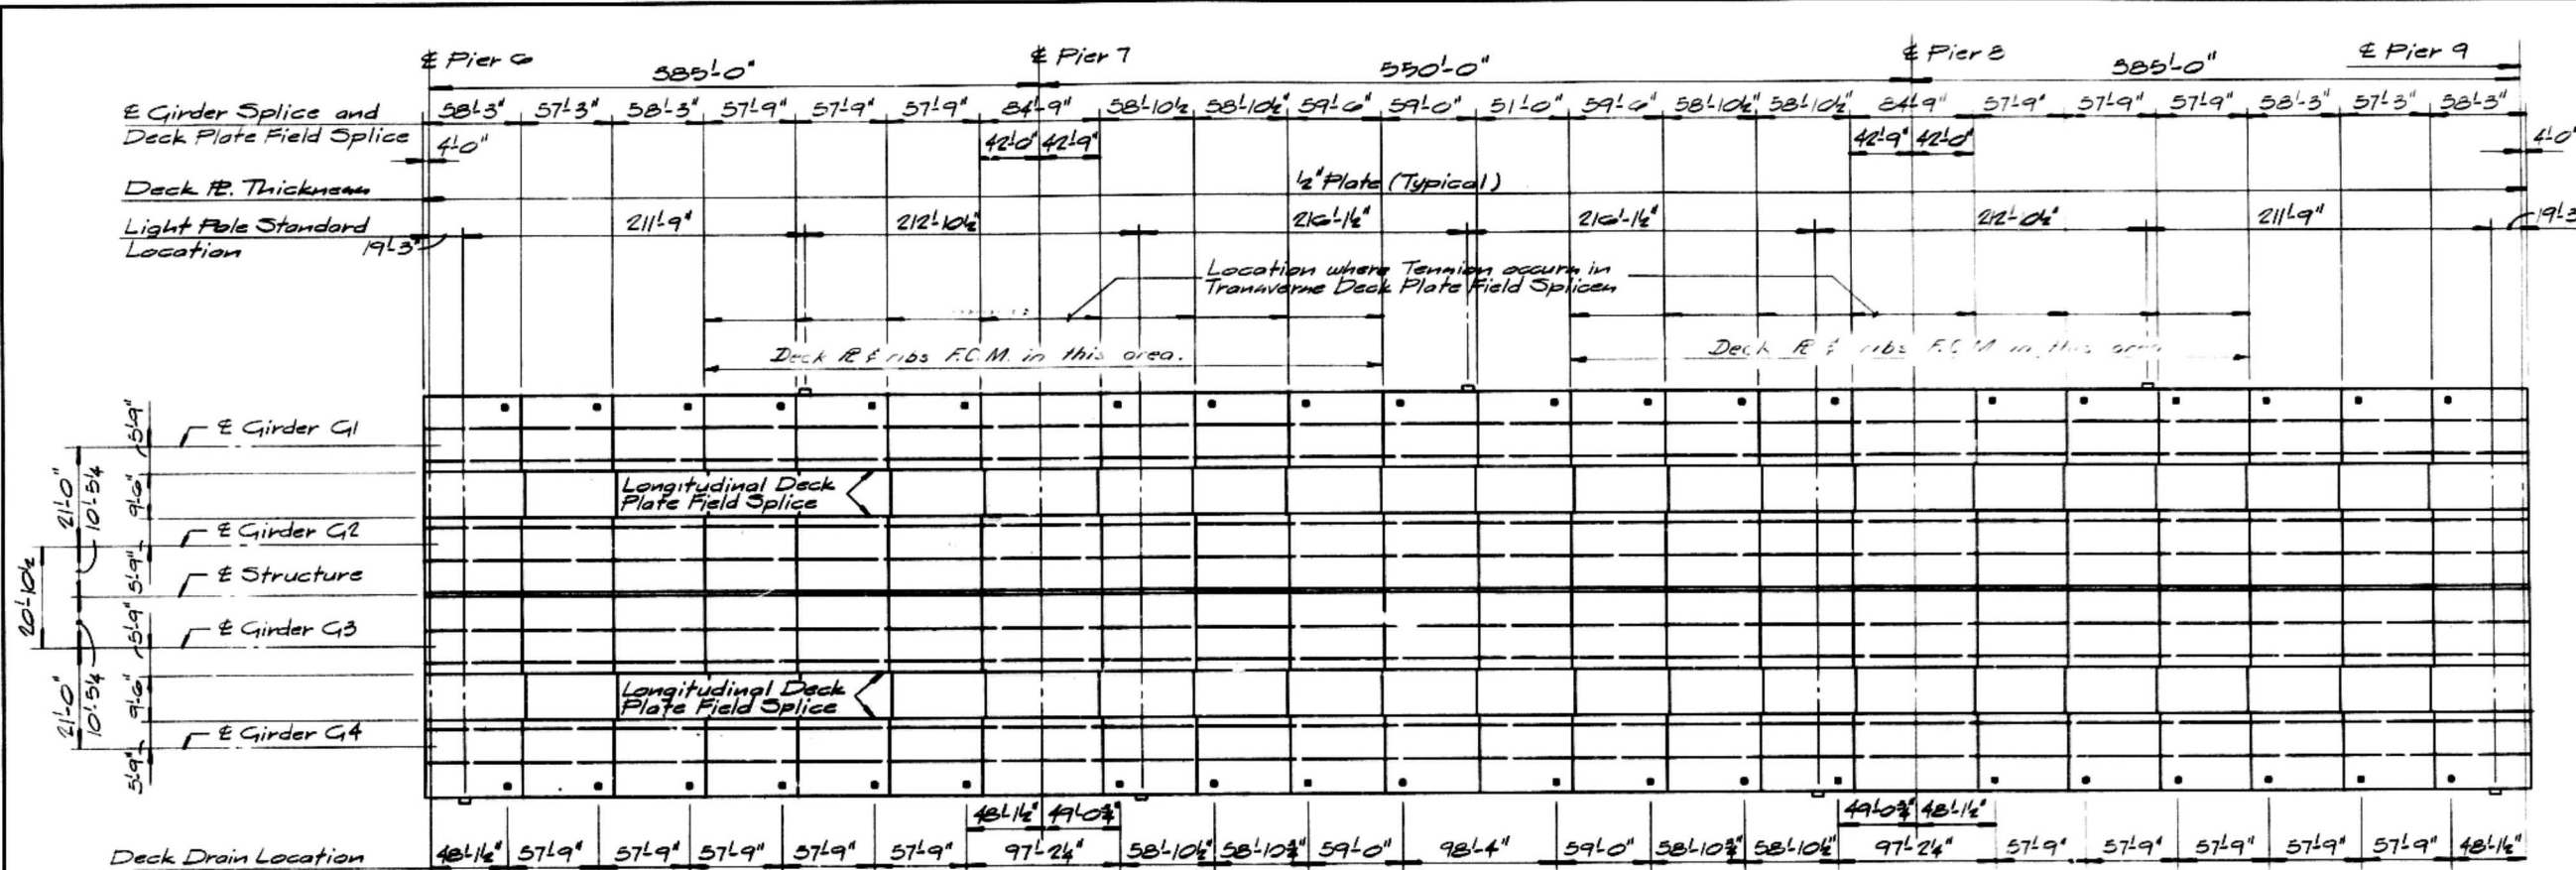 ℄ Pier 6
℄ Pier 7
℄ Pier 8
℄ Pier 9
385'-0"
550'-0"
385'-0"
℄ Girder Splice and
Deck Plate Field Splice
58'-3" 57'-3" 58'-3" 57'-9" 57'-9" 57'-9" 84'-9" 58'-10½ 58'-10½" 59'-6" 59'-0" 51'-0" 59'-6" 58'-10½" 58'-10½" 84'-9" 57'-9" 57'-9" 57'-9" 58'-3" 57'-3" 58'-3"
4'-0" 42'-0" 42'-9" 42'-9" 42'-0" 4'-0"
Deck ℔. Thickness
½" Plate (Typical)
Light Pole Standard
Location
19'-3" 211'-9" 212'-10½" 216'-1½" 216'-1½" 212'-10½" 211'-9" 19'-3
Location where Tension occurs in
Transverse Deck Plate Field Splices
Deck ℔ & ribs F.C.M. in this area.
Deck ℔ & ribs F.C.M in this area
℄ Girder G1
℄ Girder G2
℄ Structure
℄ Girder G3
℄ Girder G4
5'-9"
21'-0"
10'-5¼
9'-6"
5'-9"
20'-10½
5'-9"
21'-0"
10'-5¼
9'-6"
5'-9"
Longitudinal Deck
Plate Field Splice
Longitudinal Deck
Plate Field Splice
48'-1½" 49'-0¾" 49'-0¾" 48'-1½"
Deck Drain Location
48'-1½" 57'-9" 57'-9" 57'-9" 57'-9" 57'-9" 97'-2¼" 58'-10½" 58'-10¾" 59'-0" 98'-4" 59'-0" 58'-10¾" 58'-10½" 97'-2¼" 57'-9" 57'-9" 57'-9" 57'-9" 57'-9" 48'-1½"